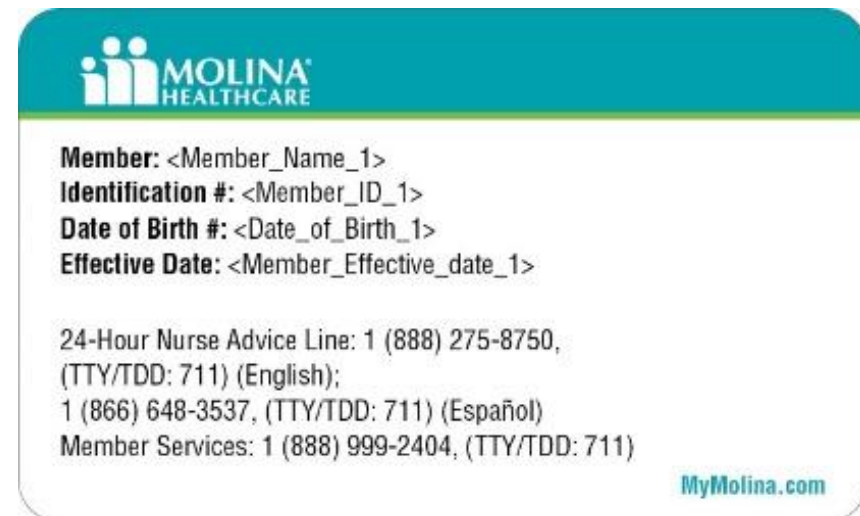 MOLINA®
HEALTHCARE
Member: <Member_Name_1>
Identification #: <Member_ID_1>
Date of Birth #: <Date_of_Birth_1>
Effective Date: <Member_Effective_date_1>
24-Hour Nurse Advice Line: 1 (888) 275-8750,
(TTY/TDD: 711) (English);
1 (866) 648-3537, (TTY/TDD: 711) (Español)
Member Services: 1 (888) 999-2404, (TTY/TDD: 711)
MyMolina.com